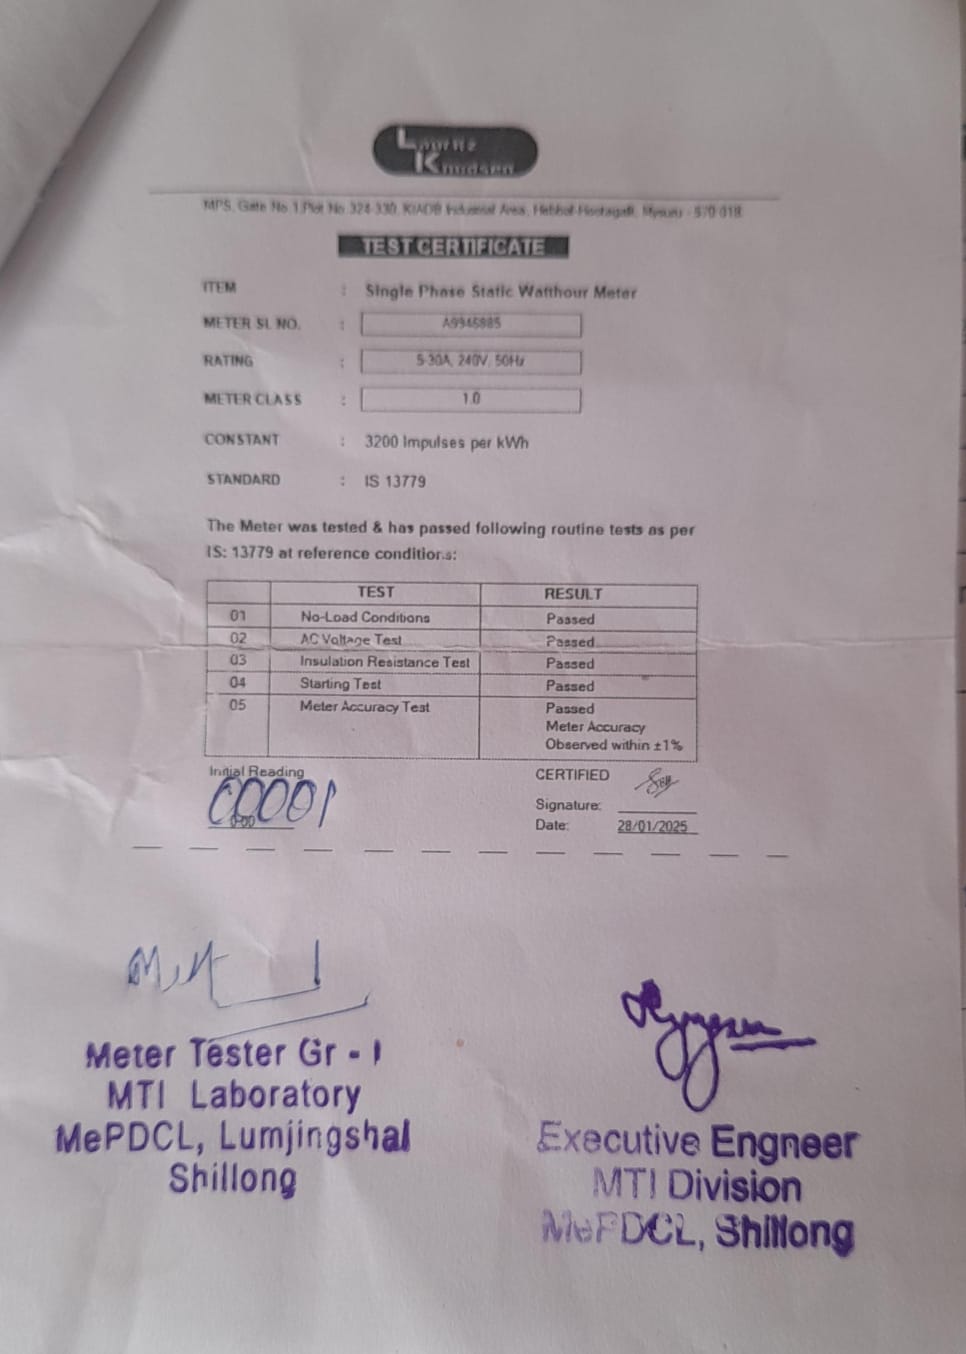 MPS, Gate No 1, Plot No 324-330, KIADB Industrial Area, Hebbal-Hootagalli, Mysuru - 570 018
TEST CERTIFICATE
ITEM : Single Phase Static Watthour Meter
METER SL NO. :
RATING : 5-30A, 240V, 50Hz
METER CLASS : 1.0
CONSTANT : 3200 Impulses per kWh
STANDARD : IS 13779
The Meter was tested & has passed following routine tests as per
IS: 13779 at reference conditions:
TEST RESULT
01 No-Load Conditions Passed
02 AC Voltage Test Passed
03 Insulation Resistance Test Passed
04 Starting Test Passed
05 Meter Accuracy Test Passed
Meter Accuracy
Observed within ±1%
Initial Reading
00001
CERTIFIED
Signature:
Date: 28/01/2025
Meter Tester Gr - I
MTI Laboratory
MePDCL, Lumjingshai
Shillong
Executive Engneer
MTI Division
MePDCL, Shillong